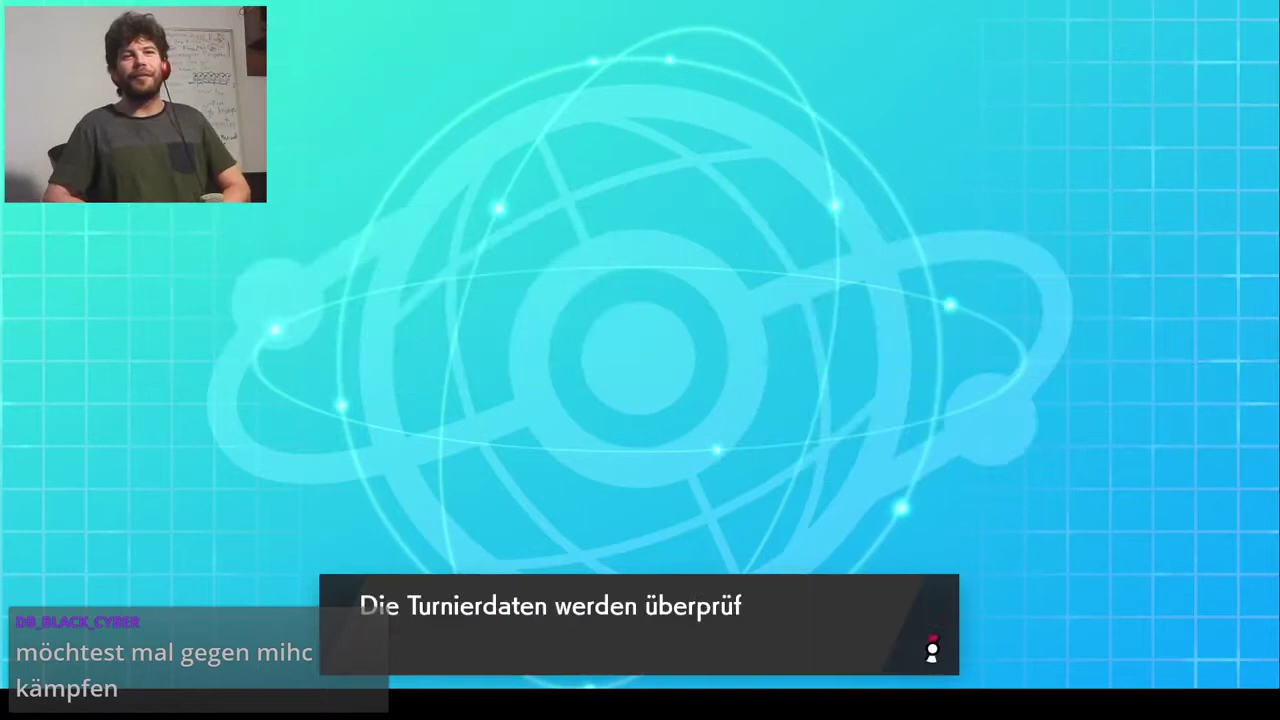 Die Turnierdaten werden überprüf
DB_BLACK_CYBER
möchtest mal gegen mihc
kämpfen